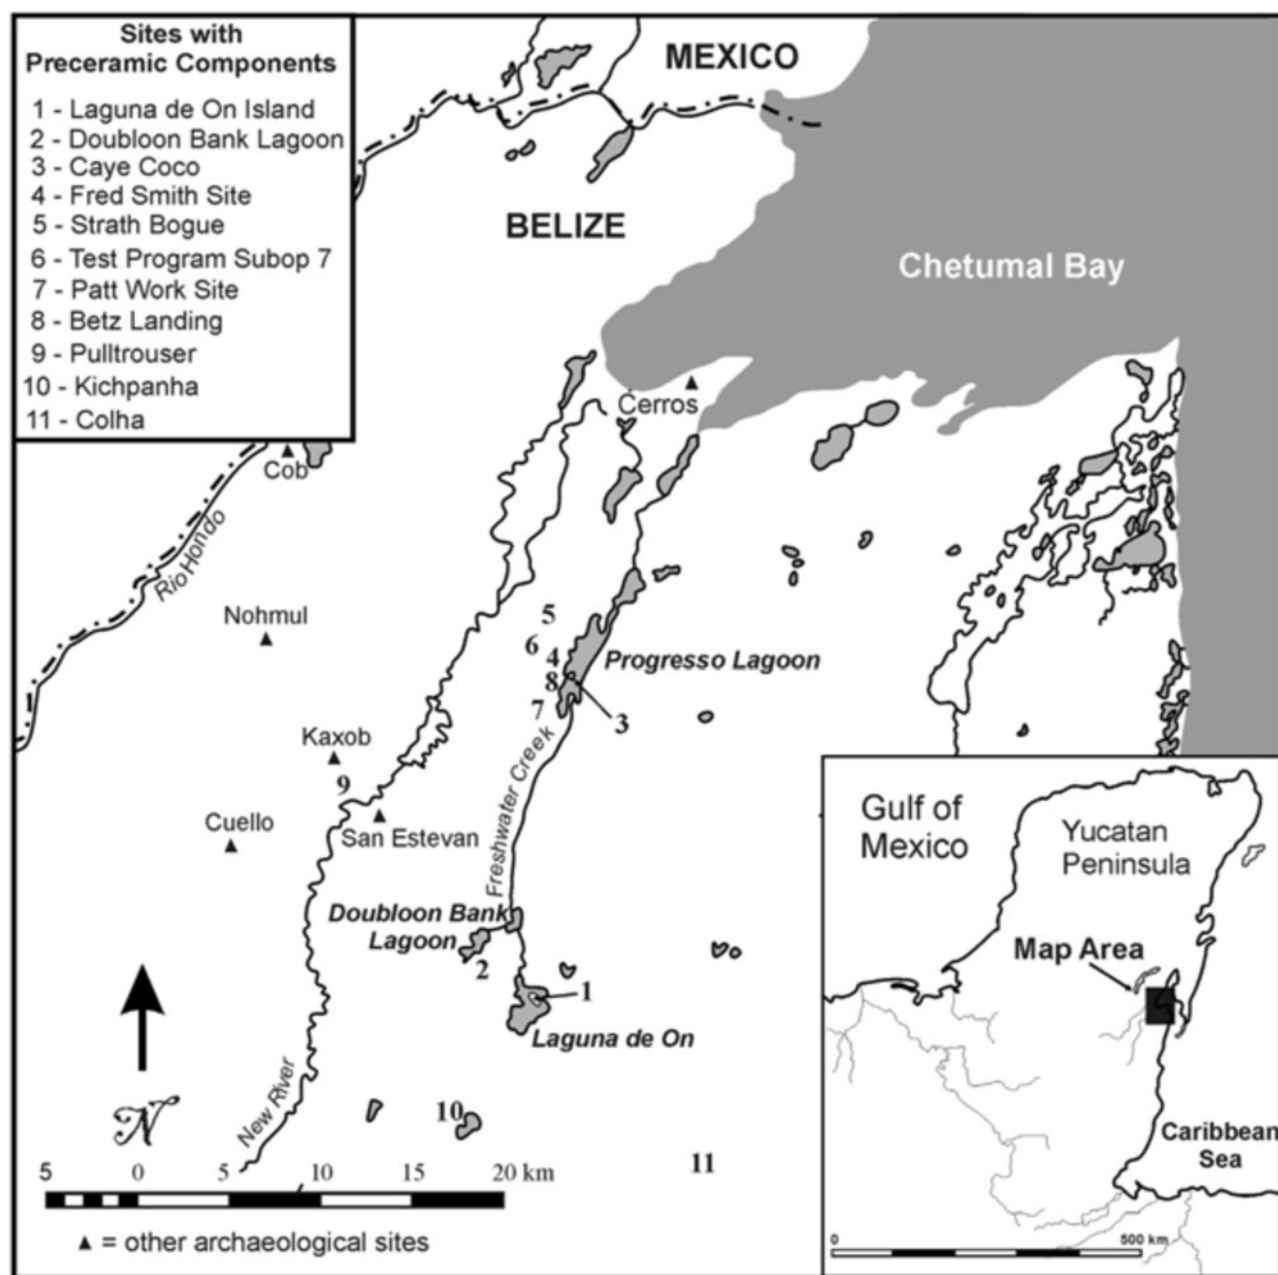 Sites with
Preceramic Components
1 - Laguna de On Island
2 - Doubloon Bank Lagoon
3 - Caye Coco
4 - Fred Smith Site
5 - Strath Bogue
6 - Test Program Subop 7
7 - Patt Work Site
8 - Betz Landing
9 - Pulltrouser
10 - Kichpanha
11 - Colha
MEXICO
BELIZE
Chetumal Bay
Cerros
Cob
Rio Hondo
Nohmul
5
6
4
Progresso Lagoon
8
7
3
Kaxob
9
San Estevan
Cuello
Freshwater Creek
Doubloon Bank
Lagoon
2
1
Laguna de On
New River
10
11
N
5 0 5 10 15 20 km
▲ = other archaeological sites
Gulf of
Mexico
Yucatan
Peninsula
Map Area
Caribbean
Sea
0 500 km